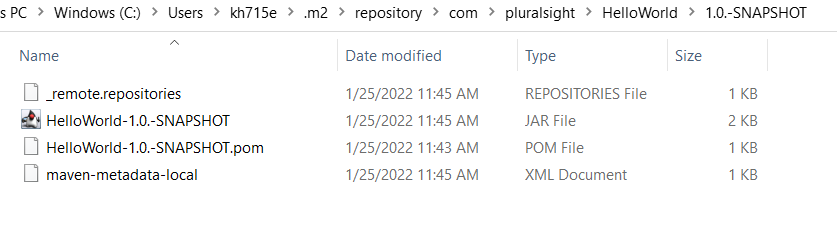 s PC > Windows (C:) > Users > kh715e > .m2 > repository > com > pluralsight > HelloWorld > 1.0.-SNAPSHOT
Name Date modified Type Size
_remote.repositories 1/25/2022 11:45 AM REPOSITORIES File 1 KB
HelloWorld-1.0.-SNAPSHOT 1/25/2022 11:45 AM JAR File 2 KB
HelloWorld-1.0.-SNAPSHOT.pom 1/25/2022 11:43 AM POM File 1 KB
maven-metadata-local 1/25/2022 11:45 AM XML Document 1 KB